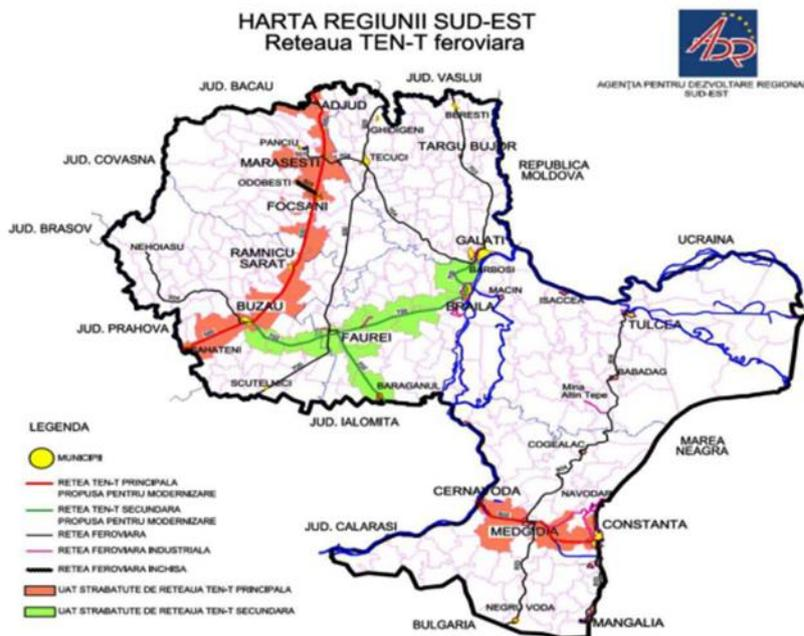 HARTA REGIUNII SUD-EST
Reteaua TEN-T feroviara
ADR
AGENȚIA PENTRU DEZVOLTARE REGIONALA
SUD-EST
JUD. BACAU
JUD. VASLUI
ADJUD
BERESTI
GHIDIGENI
PANCIU
TARGU BUJOR
JUD. COVASNA
MARASESTI
TECUCI
REPUBLICA
MOLDOVA
ODOBESTI
FOCSANI
JUD. BRASOV
NEHOIASU
RAMNICU
SARAT
GALATI
UCRAINA
BARBOSI
BUZAU
BRAILA
MACIN
ISACCEA
JUD. PRAHOVA
TULCEA
FAUREI
SAHATENI
SCUTELNICI
BARAGANUL
BABADAG
Mina
Altin Tepe
JUD. IALOMITA
COGEALAC
MAREA
NEAGRA
CERNAVODA
NAVODARI
JUD. CALARASI
MEDGIDIA
CONSTANTA
NEGRU VODA
BULGARIA
MANGALIA
LEGENDA
MUNICIPII
RETEA TEN-T PRINCIPALA
PROPUSA PENTRU MODERNIZARE
RETEA TEN-T SECUNDARA
PROPUSA PENTRU MODERNIZARE
RETEA FEROVIARA
RETEA FEROVIARA INDUSTRIALA
RETEA FEROVIARA INCHISA
UAT STRABATUTE DE RETEAUA TEN-T PRINCIPALA
UAT STRABATUTE DE RETEAUA TEN-T SECUNDARA